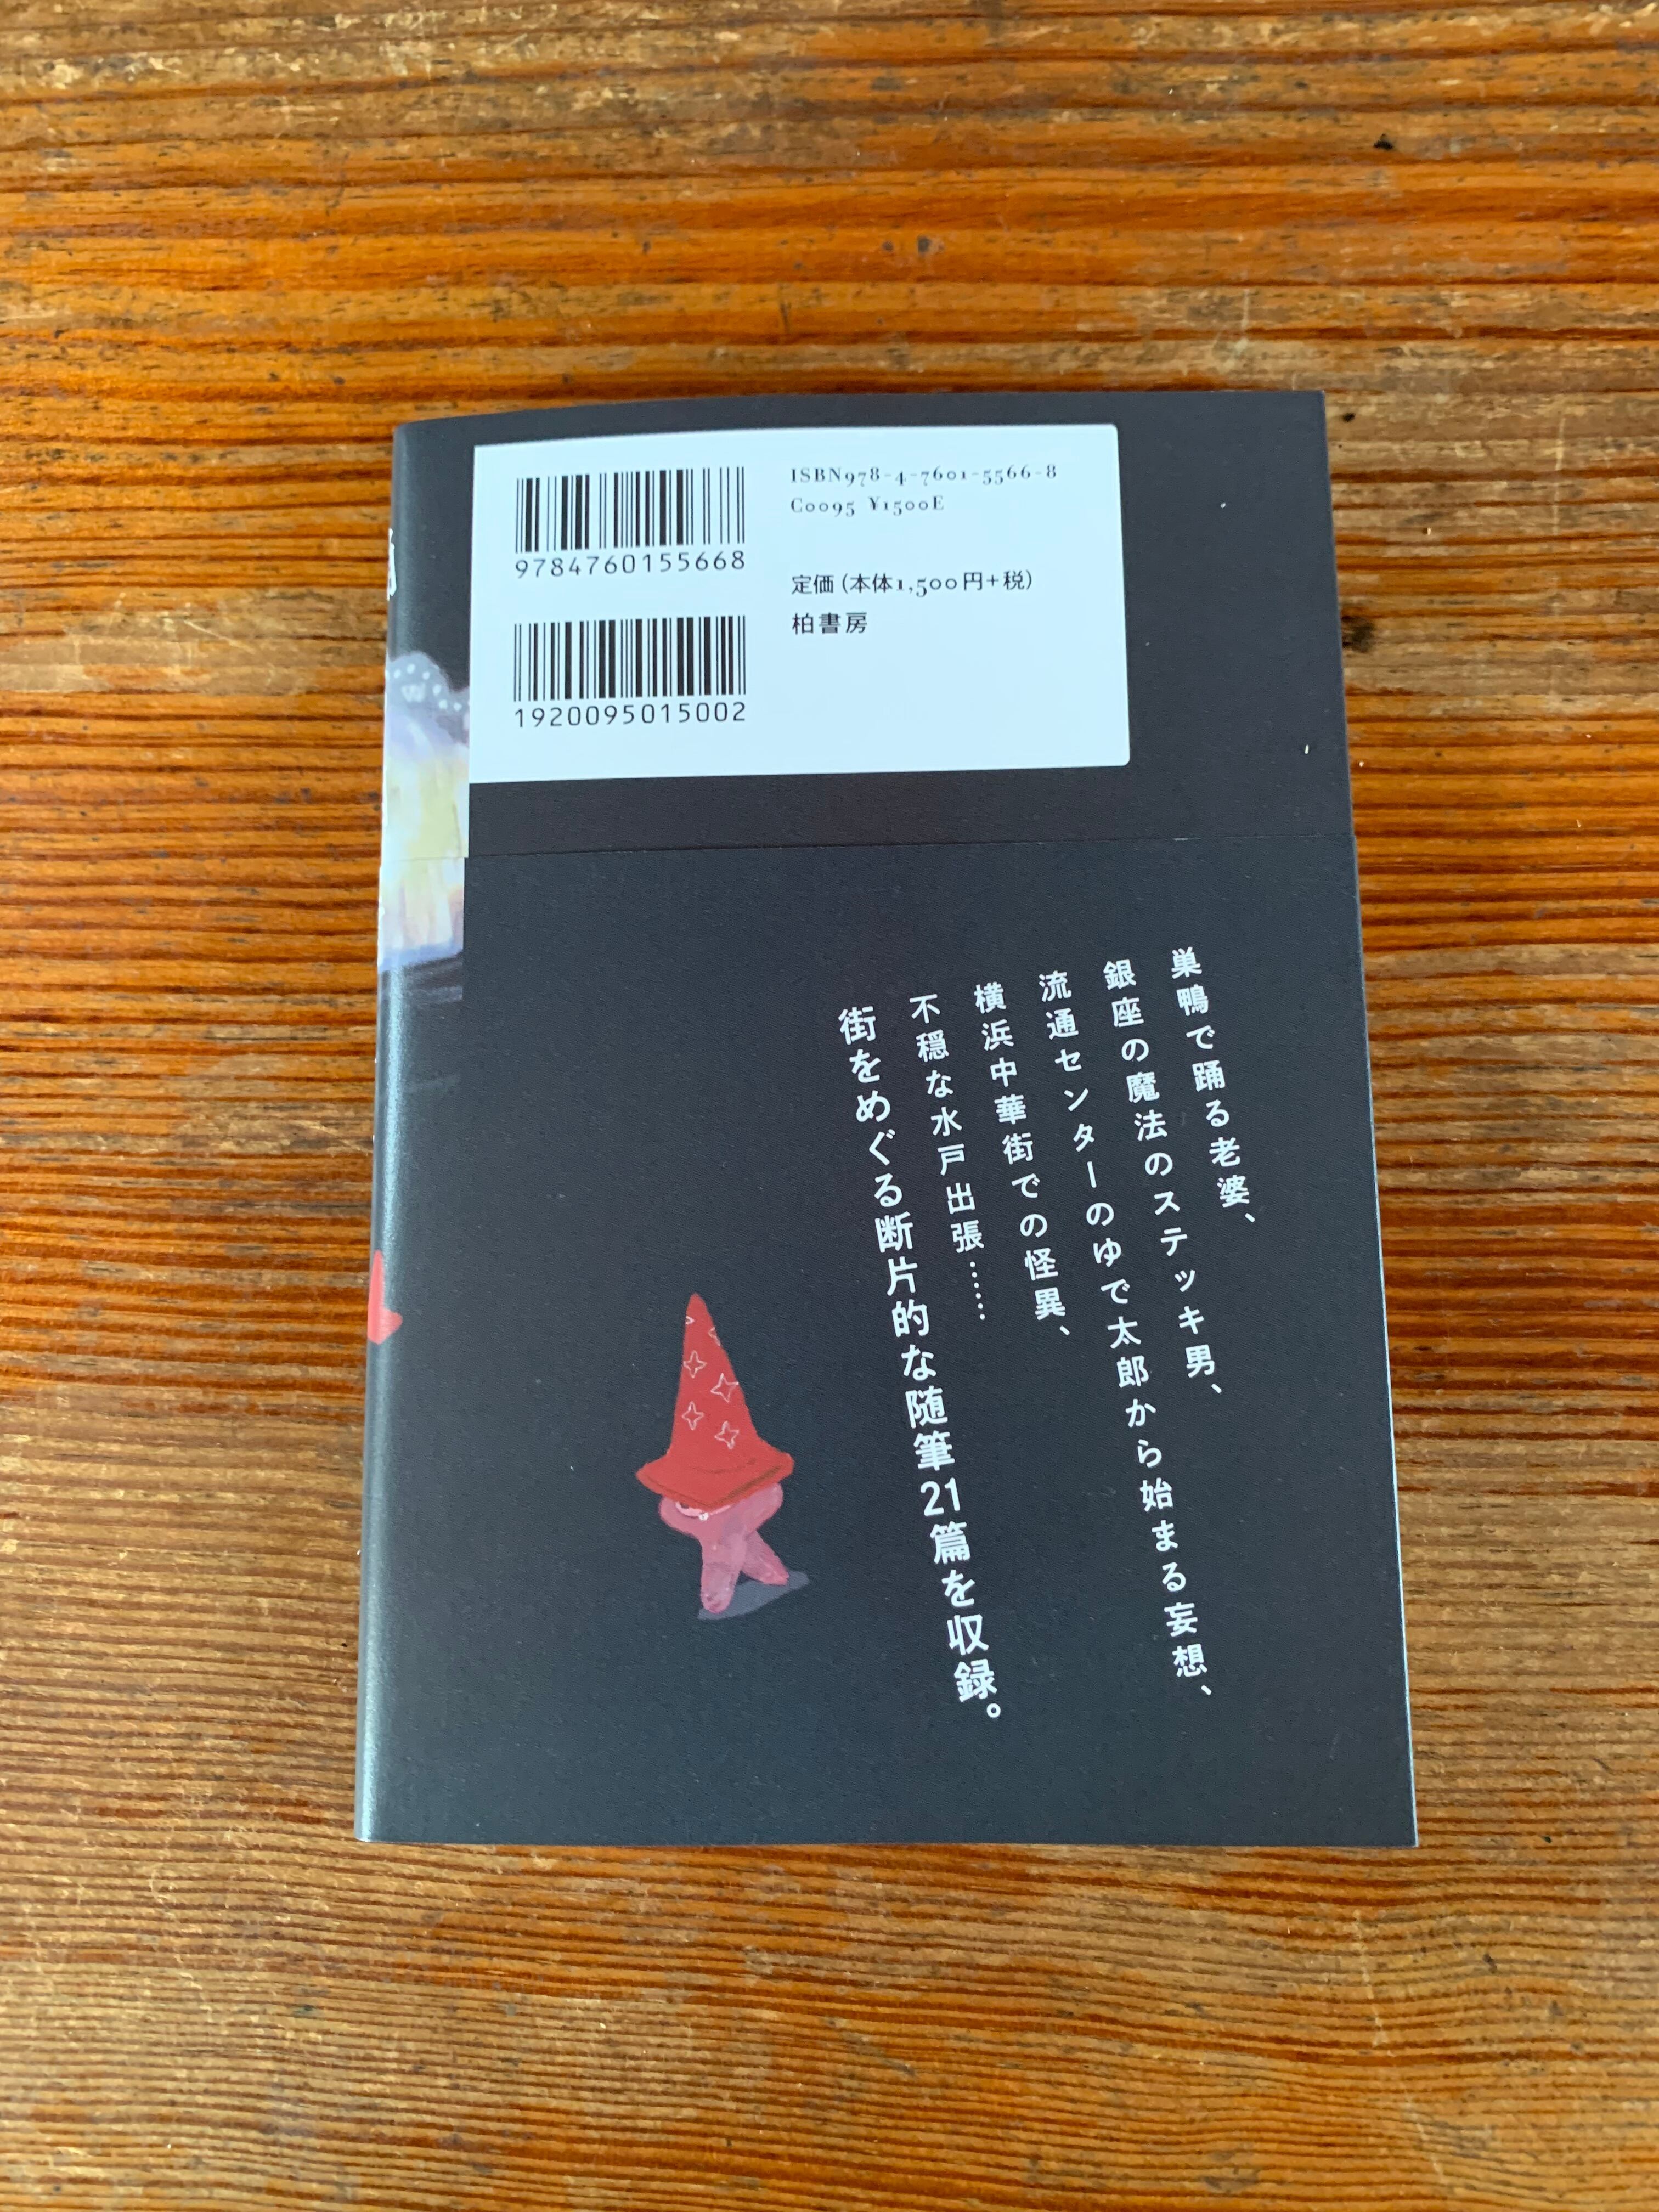 ISBN978-4-7601-5566-8
C0095 ¥1500E
9784760155668
定価(本体1,500円+税)
柏書房
1920095015002
巣鴨で踊る老婆、
銀座の魔法のステッキ男、
流通センターのゆで太郎から始まる妄想、
横浜中華街での怪異、
不穏な水戸出張……
街をめぐる断片的な随筆21篇を収録。